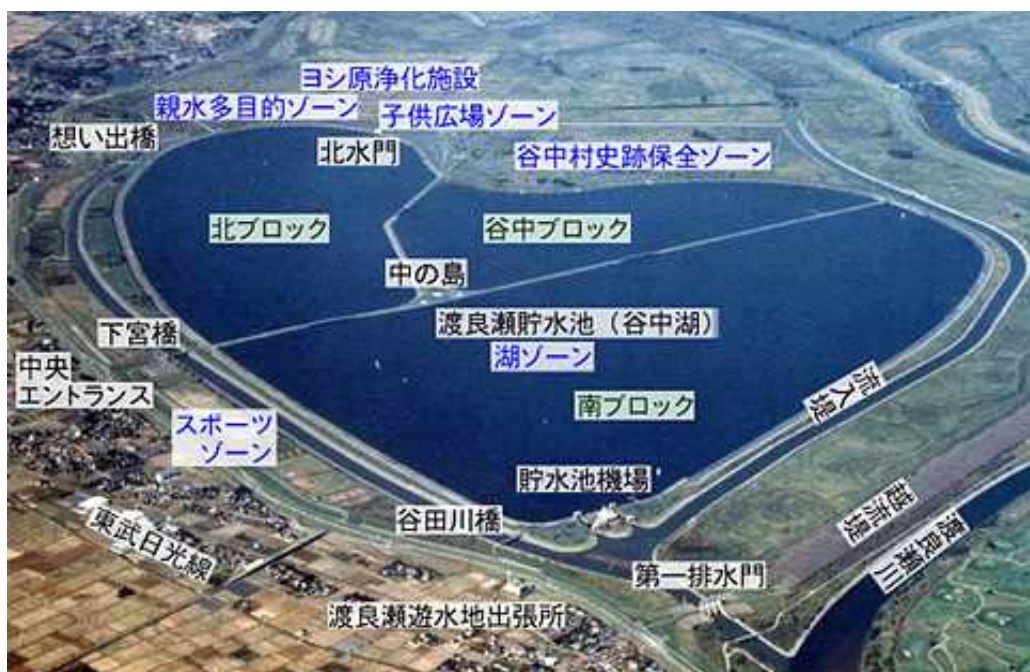 ヨシ原浄化施設
親水多目的ゾーン
子供広場ゾーン
想い出橋
北水門
谷中村史跡保全ゾーン
北ブロック
谷中ブロック
中の島
渡良瀬貯水池（谷中湖）
下宮橋
湖ゾーン
中央
エントランス
南ブロック
流入堤
スポーツ
ゾーン
貯水池機場
谷田川橋
越流堤
東武日光線
渡良瀬川
第一排水門
渡良瀬遊水地出張所